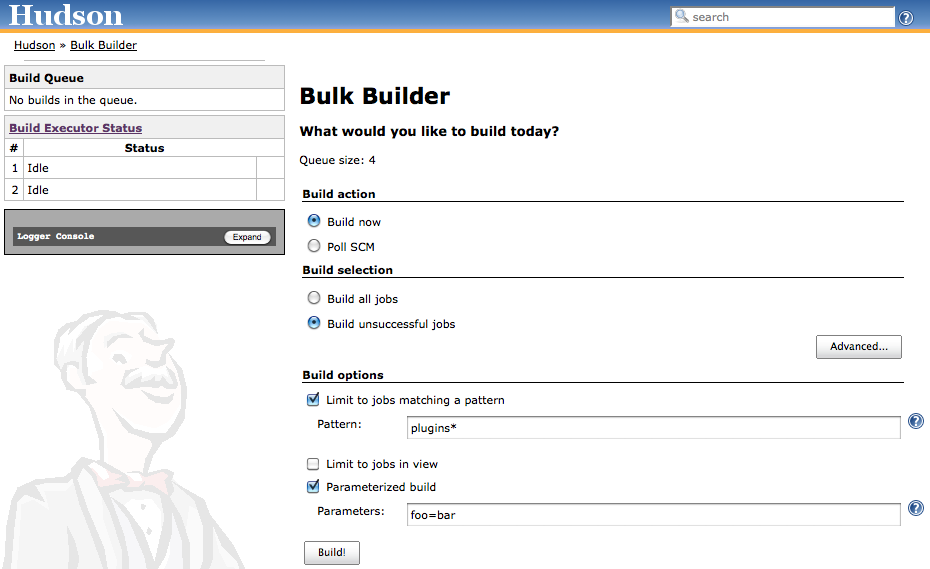 Hudson
search
Hudson » Bulk Builder
Build Queue
No builds in the queue.
Build Executor Status
# Status
1 Idle
2 Idle
Logger Console Expand
Bulk Builder
What would you like to build today?
Queue size: 4
Build action
Build now
Poll SCM
Build selection
Build all jobs
Build unsuccessful jobs
Advanced...
Build options
Limit to jobs matching a pattern
Pattern: plugins*
Limit to jobs in view
Parameterized build
Parameters: foo=bar
Build!